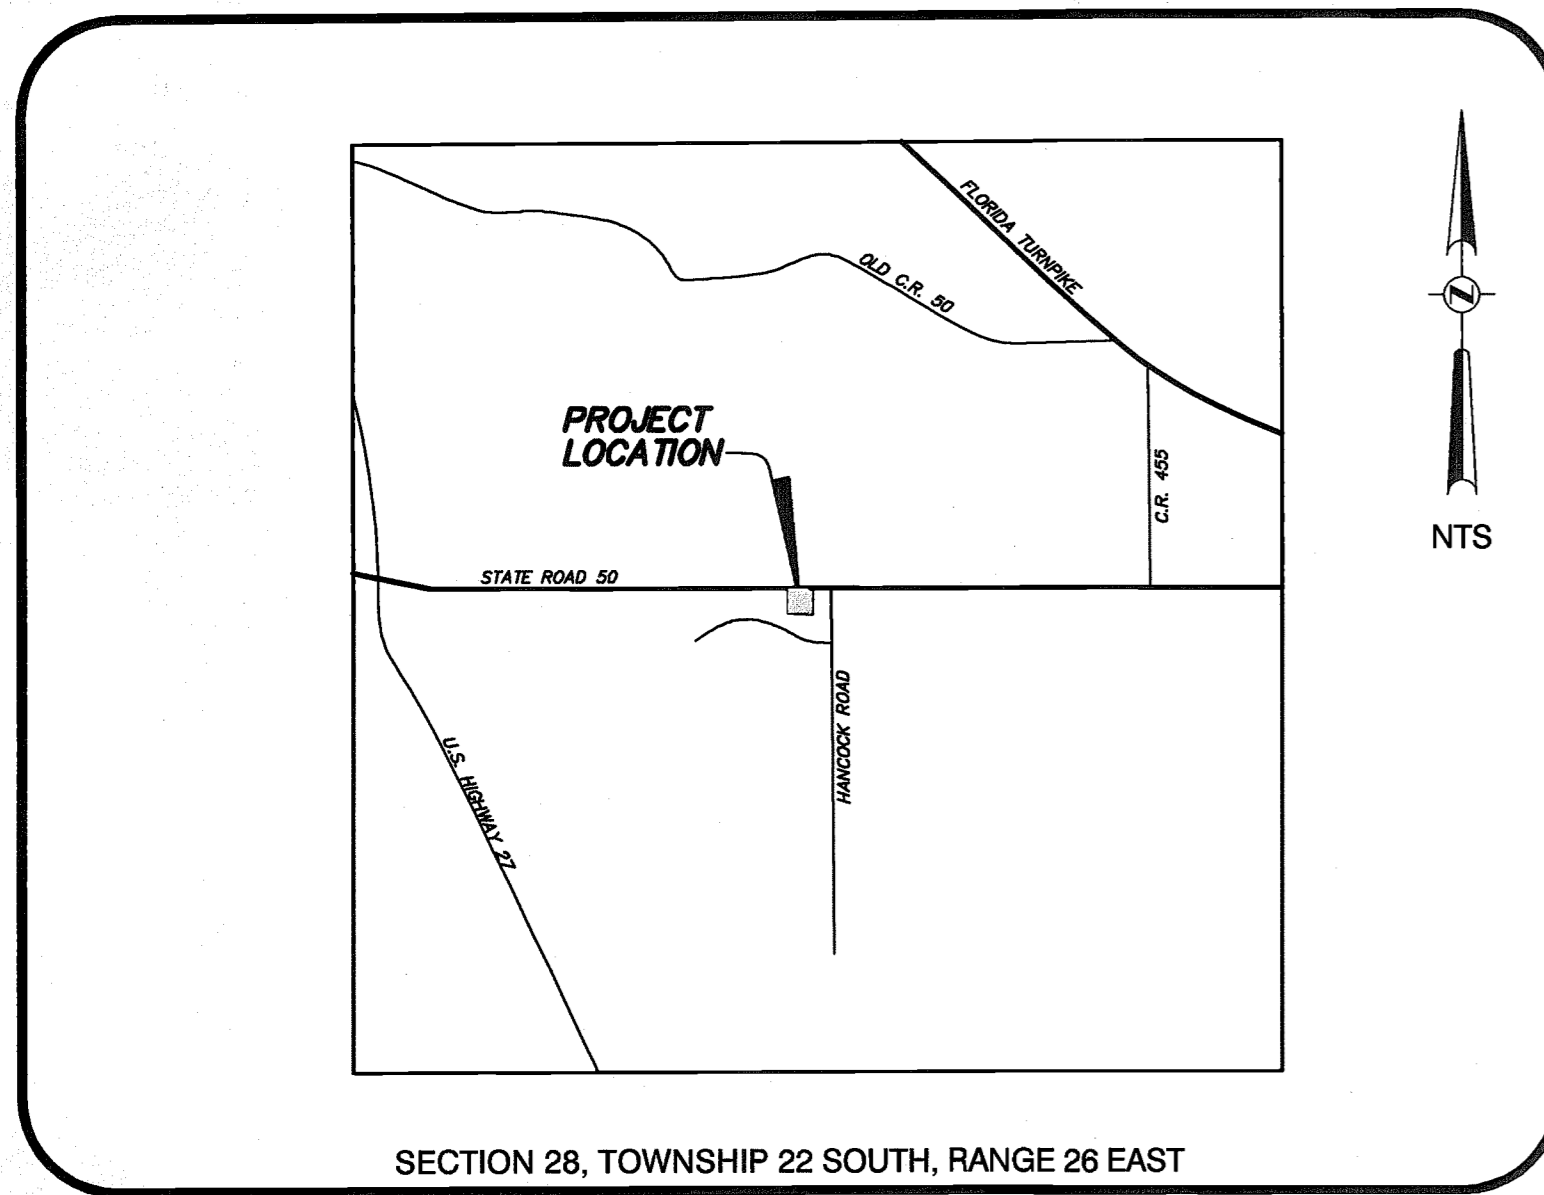 FLORIDA TURNPIKE
OLD C.R. 50
PROJECT
LOCATION
C.R. 455
N
NTS
STATE ROAD 50
HANCOCK ROAD
U.S. HIGHWAY 27
SECTION 28, TOWNSHIP 22 SOUTH, RANGE 26 EAST